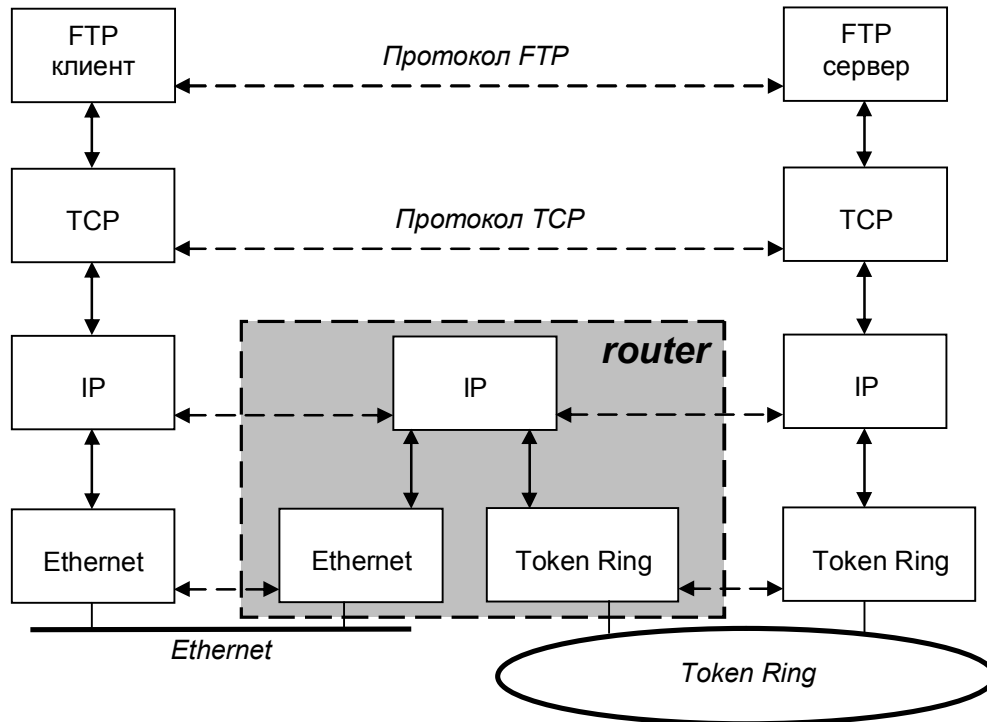 FTP
клиент
Протокол FTP
FTP
сервер
TCP
Протокол TCP
TCP
IP
router
IP
IP
Ethernet
Ethernet
Token Ring
Token Ring
Ethernet
Token Ring